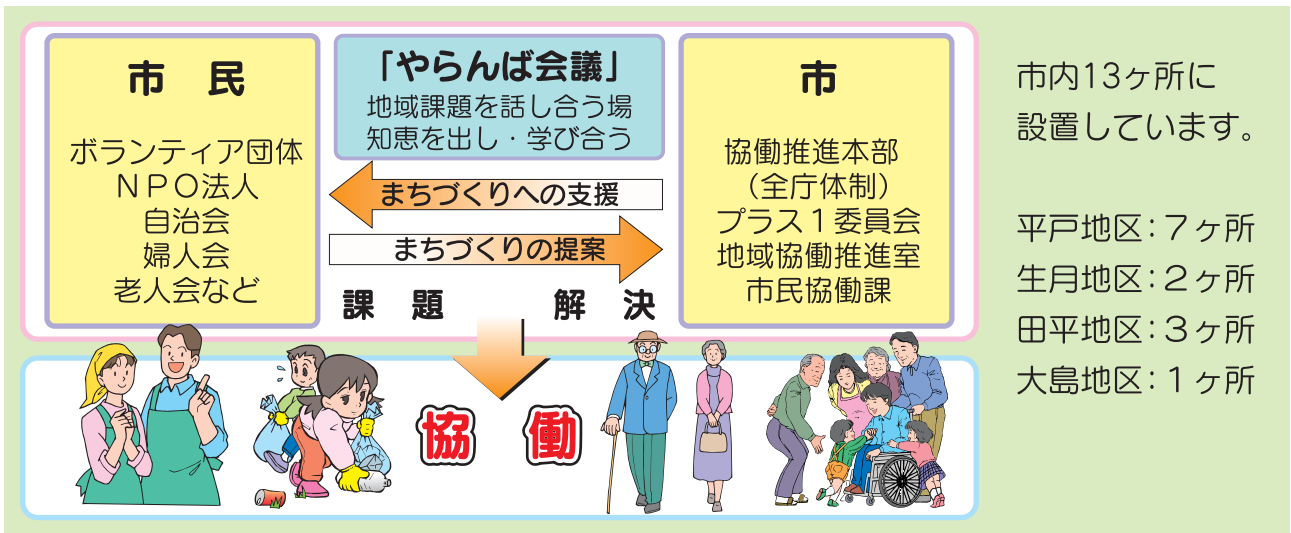 市　民
ボランティア団体
ＮＰＯ法人
自治会
婦人会
老人会など
「やらんば会議」
地域課題を話し合う場
知恵を出し・学び合う
まちづくりへの支援
まちづくりの提案
課　題　　　解　決
市
協働推進本部
（全庁体制）
プラス１委員会
地域協働推進室
市民協働課
協　働
市内13ヶ所に
設置しています。
平戸地区：７ヶ所
生月地区：２ヶ所
田平地区：３ヶ所
大島地区：１ヶ所